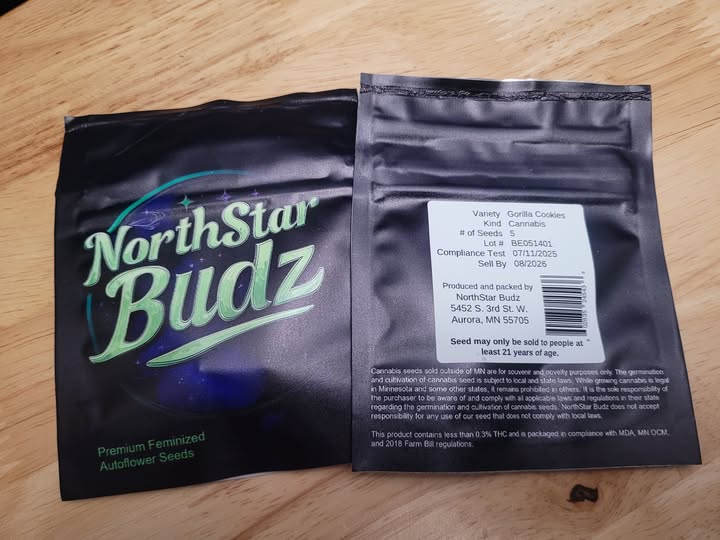 NorthStar
Budz
Premium Feminized
Autoflower Seeds
Variety Gorilla Cookies
Kind Cannabis
# of Seeds 5
Lot # BE051401
Compliance Test 07/11/2025
Sell By 08/2026
Produced and packed by
NorthStar Budz
5452 S. 3rd St. W.
Aurora, MN 55705
Seed may only be sold to people at
least 21 years of age.
Cannabis seeds sold outside of MN are for souvenir and novelty purposes only. The germination
and cultivation of cannabis seed is subject to local and state laws. While growing cannabis is legal
in Minnesota and some other states, it remains prohibited in others. It is the sole responsibility of
the purchaser to be aware of and comply with all applicable laws and regulations in their state
regarding the germination and cultivation of cannabis seeds. NorthStar Budz does not accept
responsibility for any use of our seed that does not comply with local laws.
This product contains less than 0.3% THC and is packaged in compliance with MDA, MN OCM,
and 2018 Farm Bill regulations.